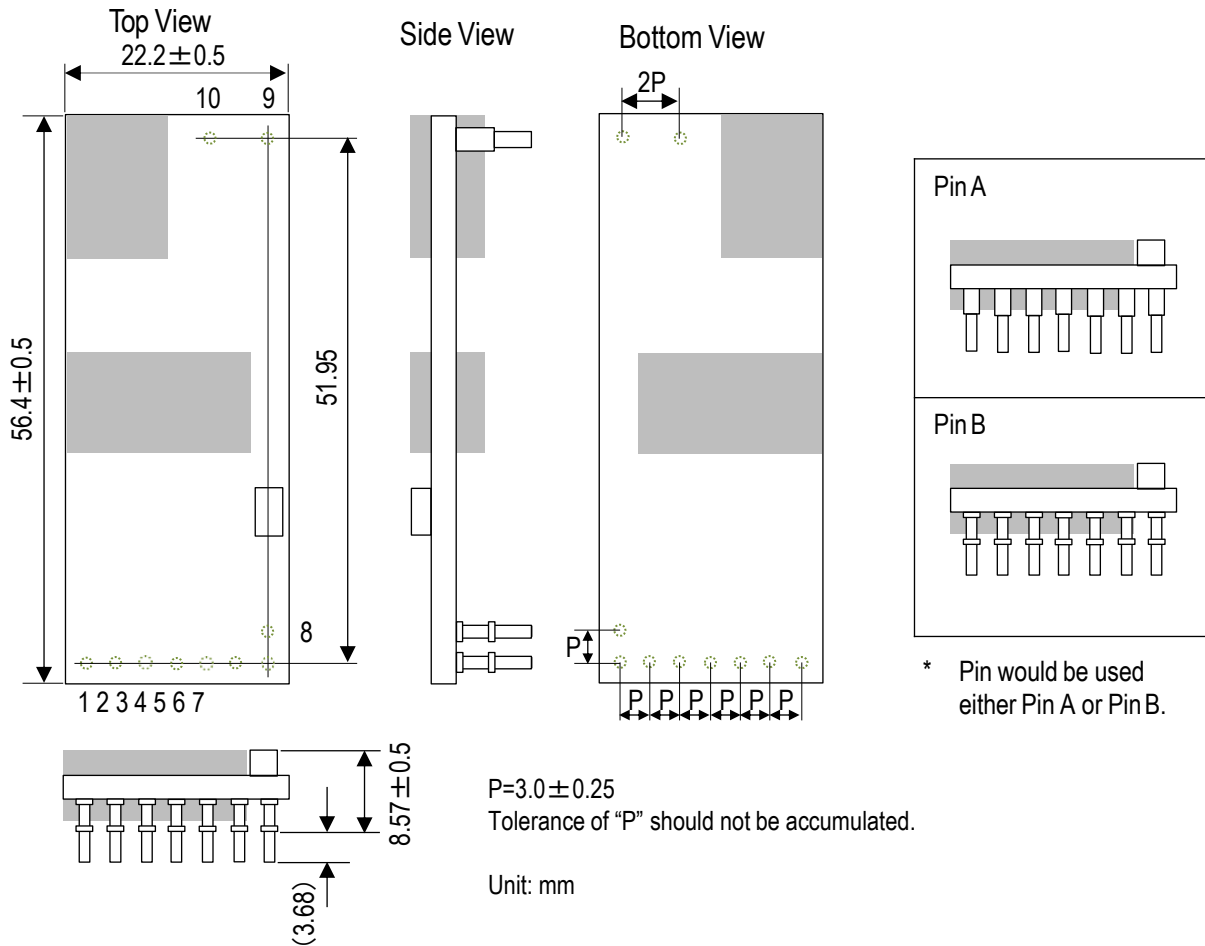 Top View
22.2±0.5
10 9
56.4±0.5
51.95
8
1 2 3 4 5 6 7
Side View
Bottom View
2P
P
P P P P P P
Pin A
Pin B
* Pin would be used
either Pin A or Pin B.
8.57±0.5
(3.68)
P=3.0±0.25
Tolerance of “P” should not be accumulated.
Unit: mm